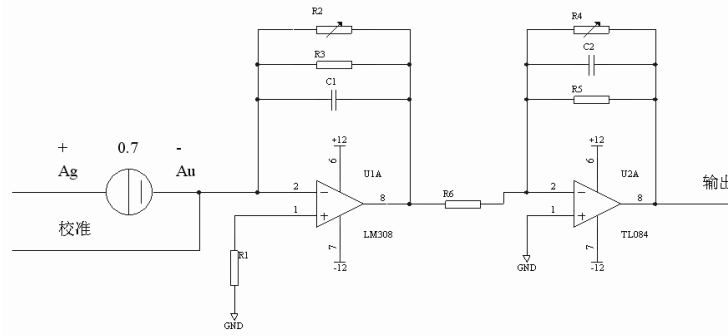 R2
R4
R3
C2
C1
R5
+ 0.7 -
Ag Au
+12
+12
6
6
U1A
U2A
2
8
R6
2
8
输出
1
1
校准
LM308
TL084
R1
7
7
-12
GND
-12
GND